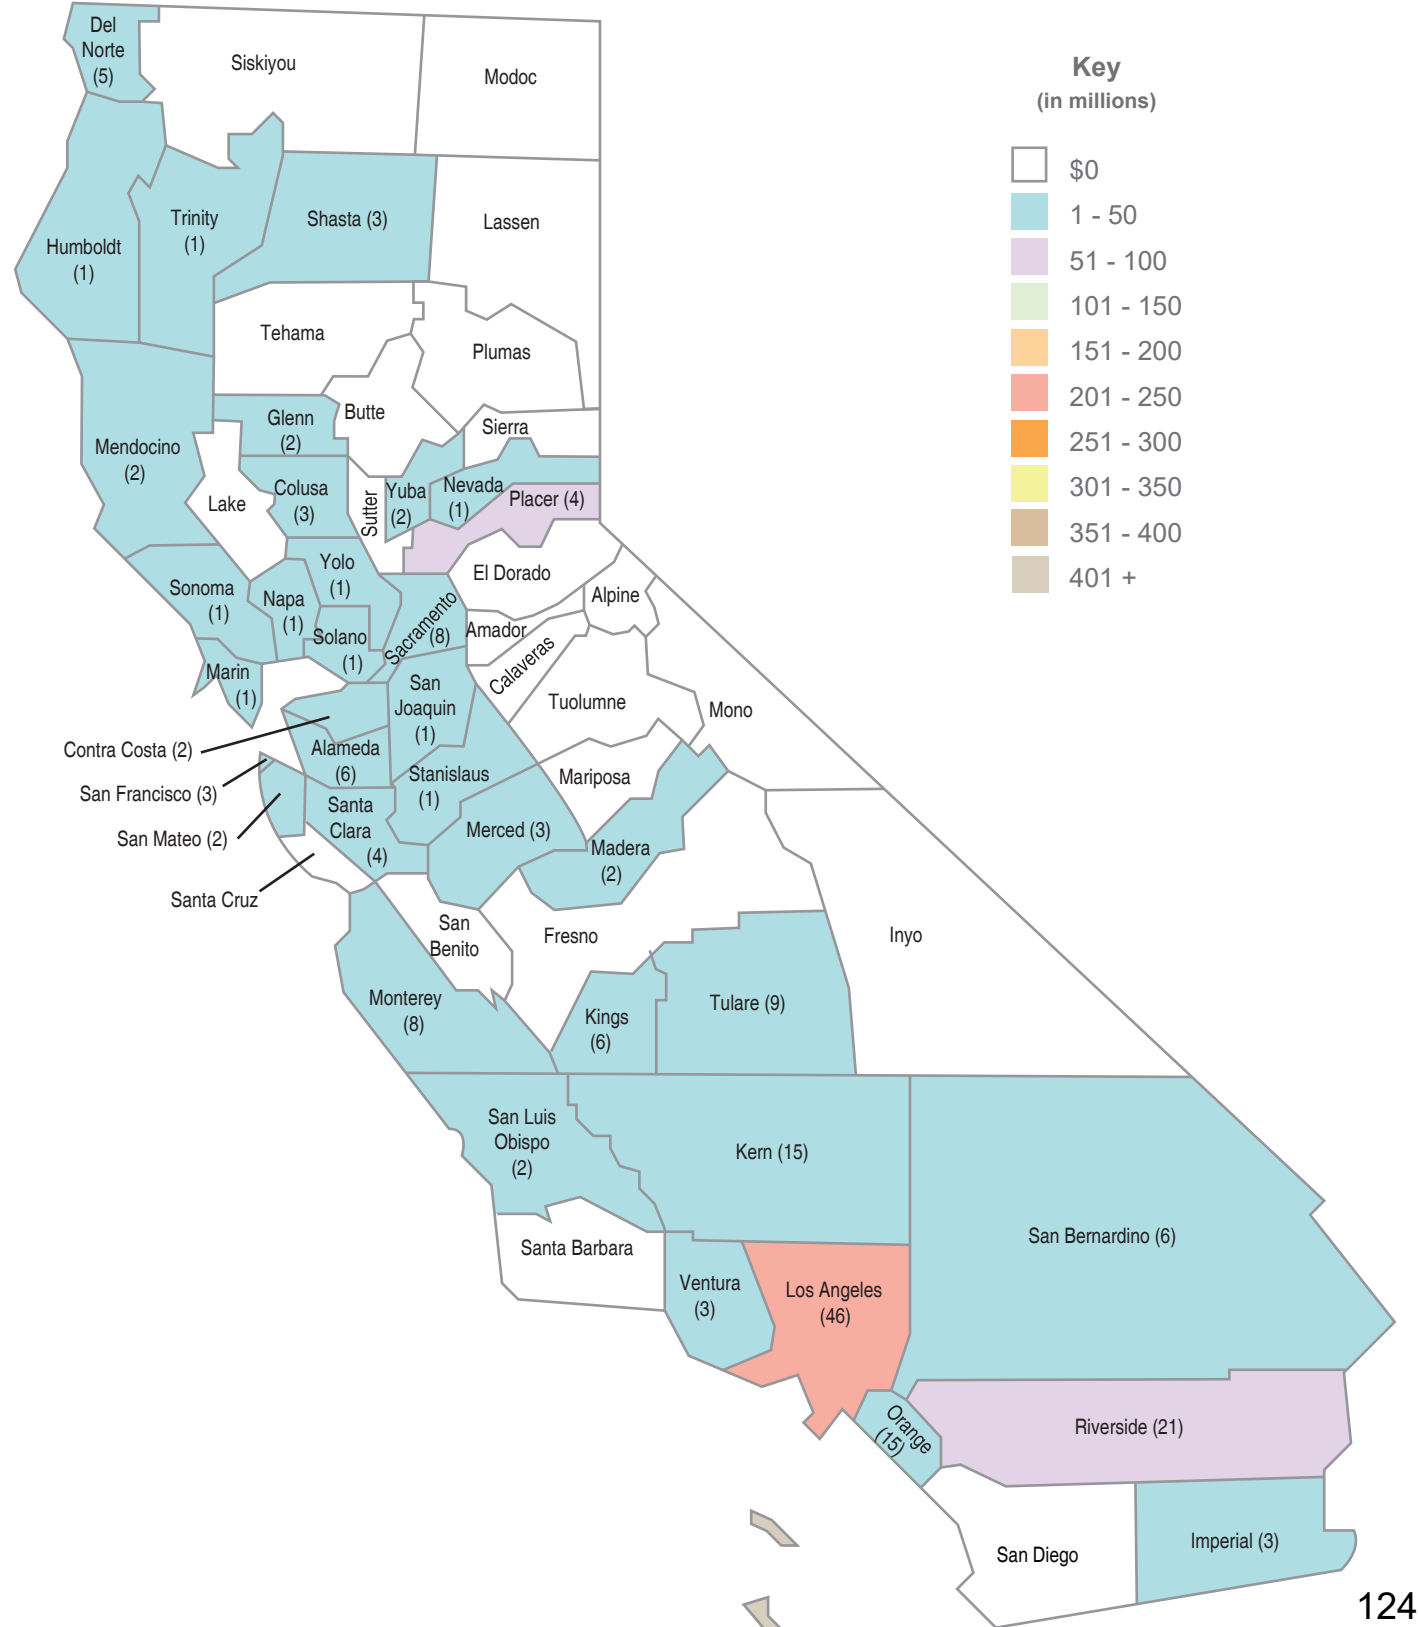 Del
Norte
(5)
Siskiyou
Modoc
Key
(in millions)
$0
1 - 50
51 - 100
101 - 150
151 - 200
201 - 250
251 - 300
301 - 350
351 - 400
401 +
Humboldt
(1)
Trinity
(1)
Shasta (3)
Lassen
Tehama
Plumas
Mendocino
(2)
Glenn
(2)
Butte
Sierra
Lake
Colusa
(3)
Sutter
Yuba
(2)
Nevada
(1)
Placer (4)
Sonoma
(1)
Napa
(1)
Yolo
(1)
Solano
(1)
Sacramento
(8)
El Dorado
Alpine
Amador
Calaveras
Marin
(1)
San
Joaquin
(1)
Tuolumne
Mono
Contra Costa (2)
Alameda
(6)
Stanislaus
(1)
Mariposa
San Francisco (3)
San Mateo (2)
Santa
Clara
(4)
Merced (3)
Madera
(2)
Santa Cruz
San
Benito
Fresno
Inyo
Monterey
(8)
Kings
(6)
Tulare (9)
San Luis
Obispo
(2)
Kern (15)
San Bernardino (6)
Santa Barbara
Ventura
(3)
Los Angeles
(46)
Orange
(15)
Riverside (21)
San Diego
Imperial (3)
124